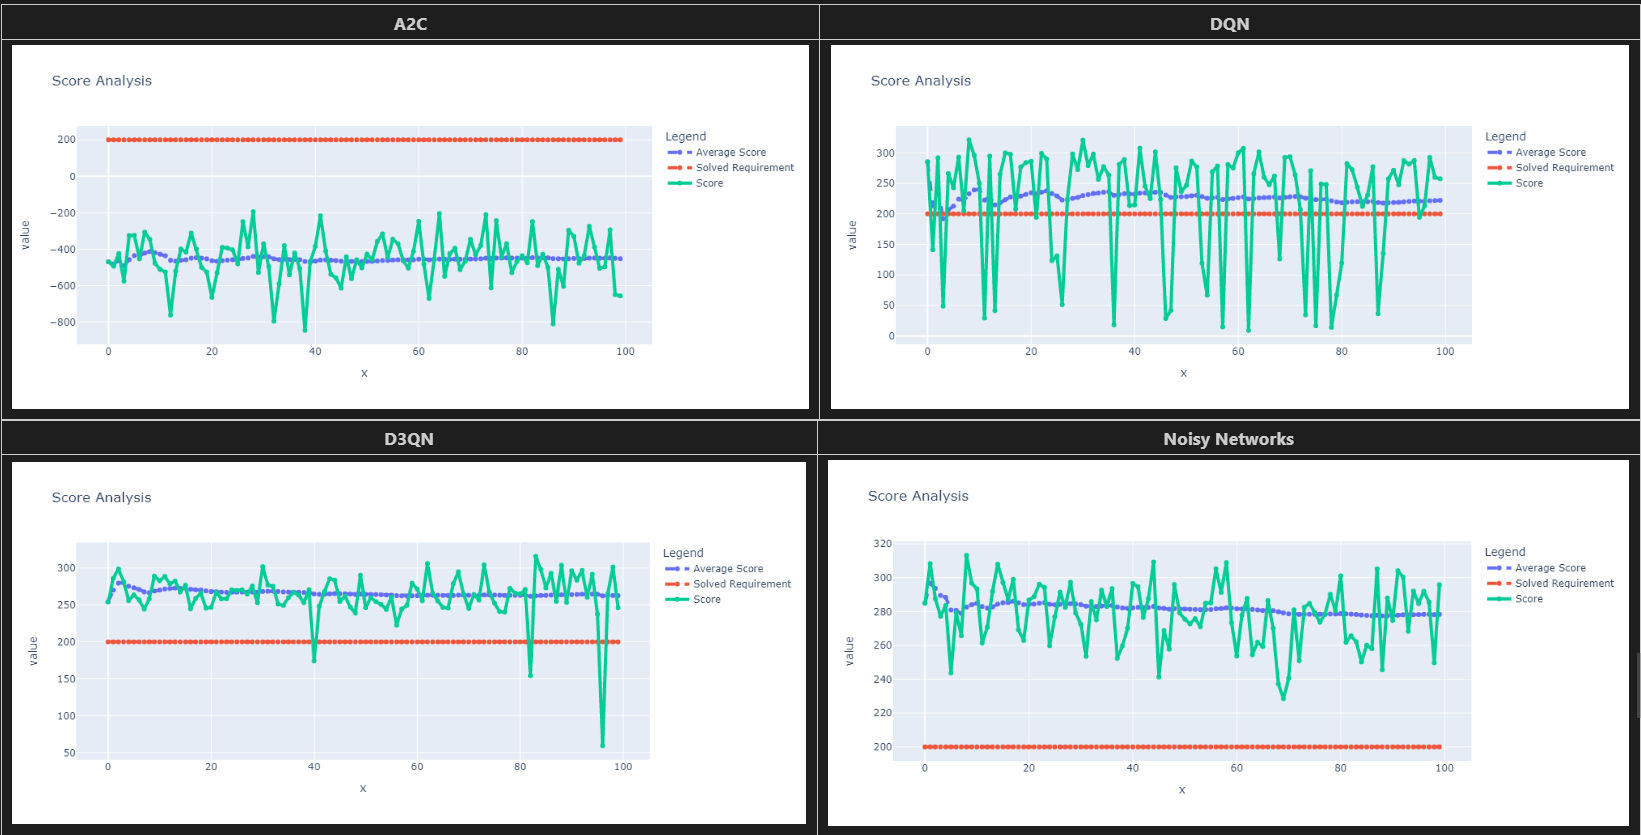 A2C
Score Analysis
Legend
Average Score
Solved Requirement
Score
200
0
−200
−400
−600
−800
value
0 20 40 60 80 100
x
DQN
Score Analysis
Legend
Average Score
Solved Requirement
Score
300
250
200
150
100
50
0
value
0 20 40 60 80 100
x
D3QN
Score Analysis
Legend
Average Score
Solved Requirement
Score
300
250
200
150
100
50
value
0 20 40 60 80 100
x
Noisy Networks
Score Analysis
Legend
Average Score
Solved Requirement
Score
320
300
280
260
240
220
200
value
0 20 40 60 80 100
x